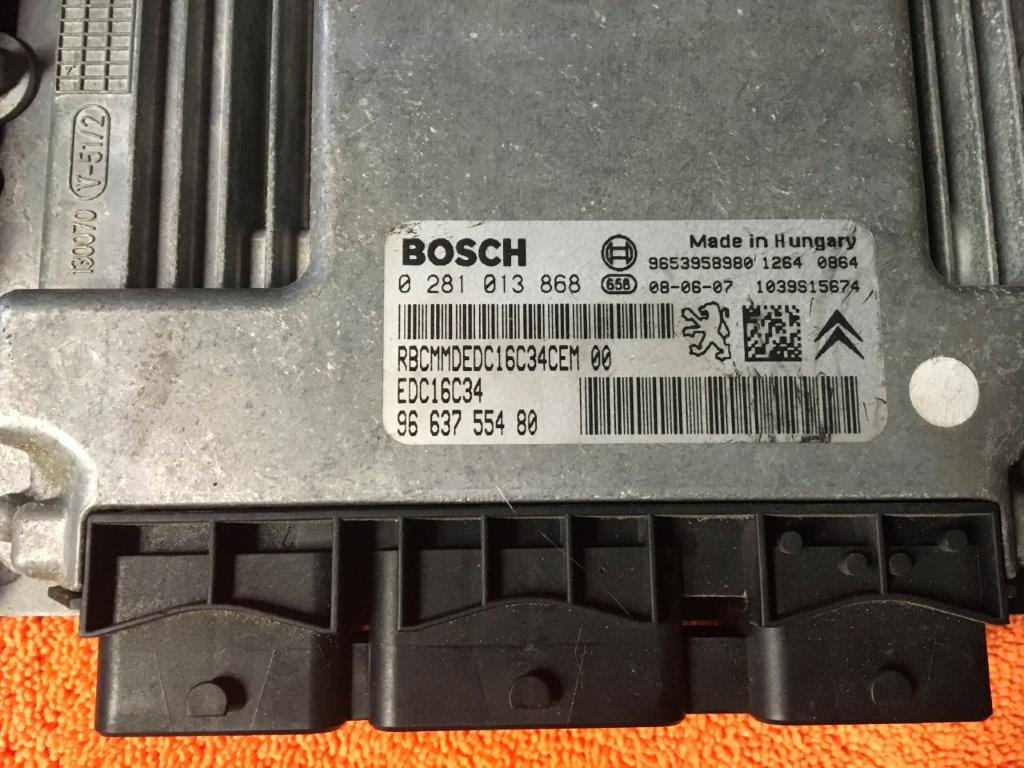 130070 V-51/2
BOSCH
Made in Hungary
9653958980 1264 0864
0 281 013 868
658 08-06-07 1039S15674
RBCMMDEDC16C34CEM 00
EDC16C34
96 637 554 80